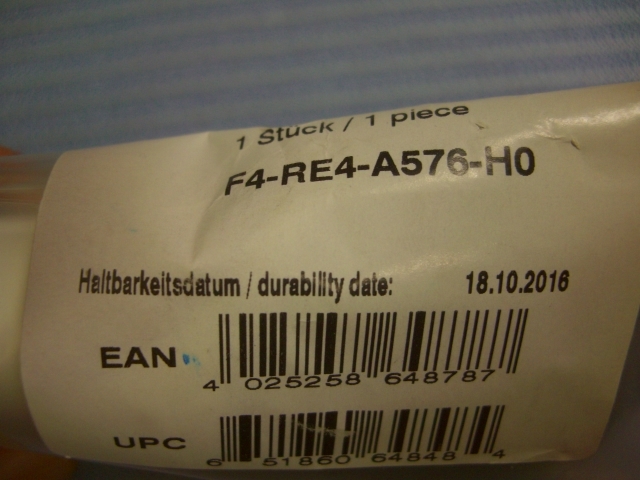 1 Stück / 1 piece
F4-RE4-A576-H0
Haltbarkeitsdatum / durability date: 18.10.2016
EAN
4 025258 648787
UPC
6 51860 64848 4